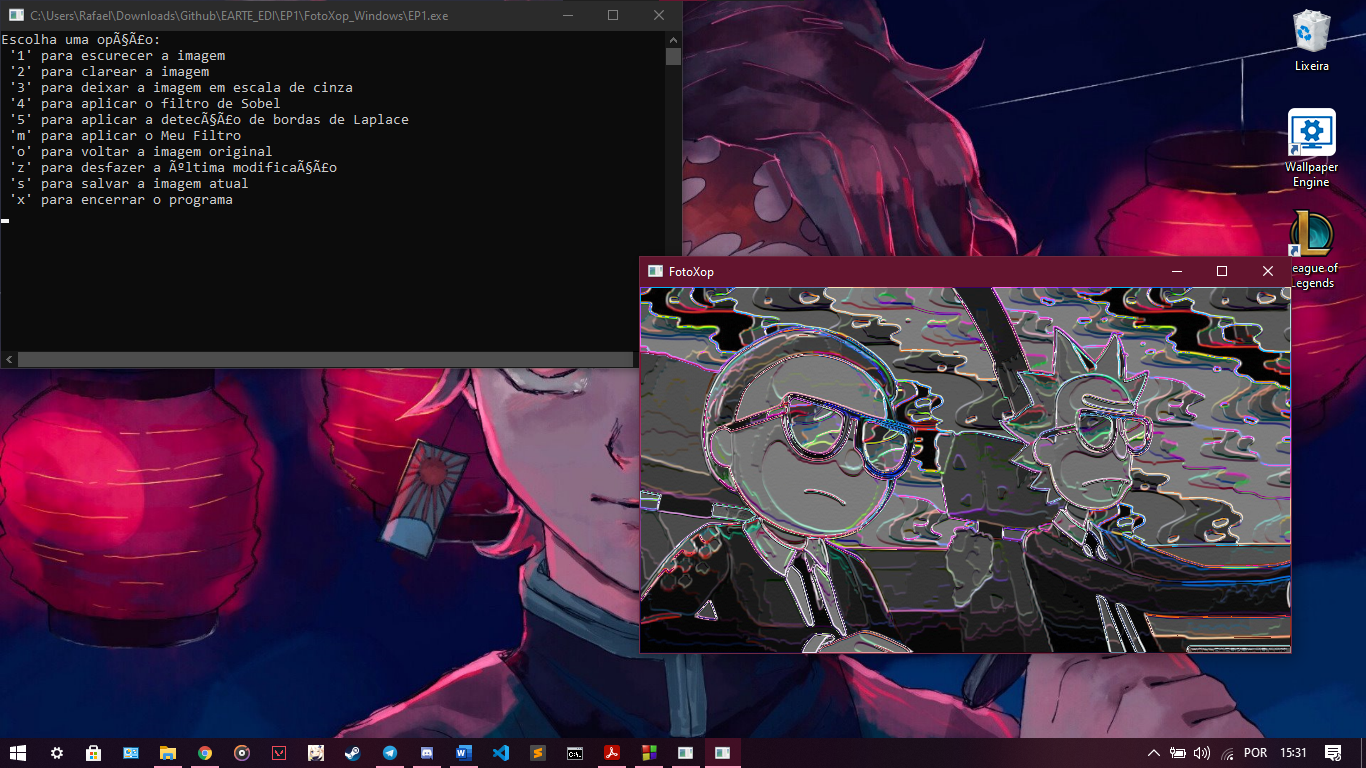 C:\Users\Rafael\Downloads\Github\EARTE_EDI\EP1\FotoXop_Windows\EP1.exe
Escolha uma opÃ§Ã£o:
'1' para escurecer a imagem
'2' para clarear a imagem
'3' para deixar a imagem em escala de cinza
'4' para aplicar o filtro de Sobel
'5' para aplicar a detecÃ§Ã£o de bordas de Laplace
'm' para aplicar o Meu Filtro
'o' para voltar a imagem original
'z' para desfazer a Ãºltima modificaÃ§Ã£o
's' para salvar a imagem atual
'x' para encerrar o programa
Lixeira
Wallpaper
Engine
eague of
Legends
FotoXop
POR
15:31